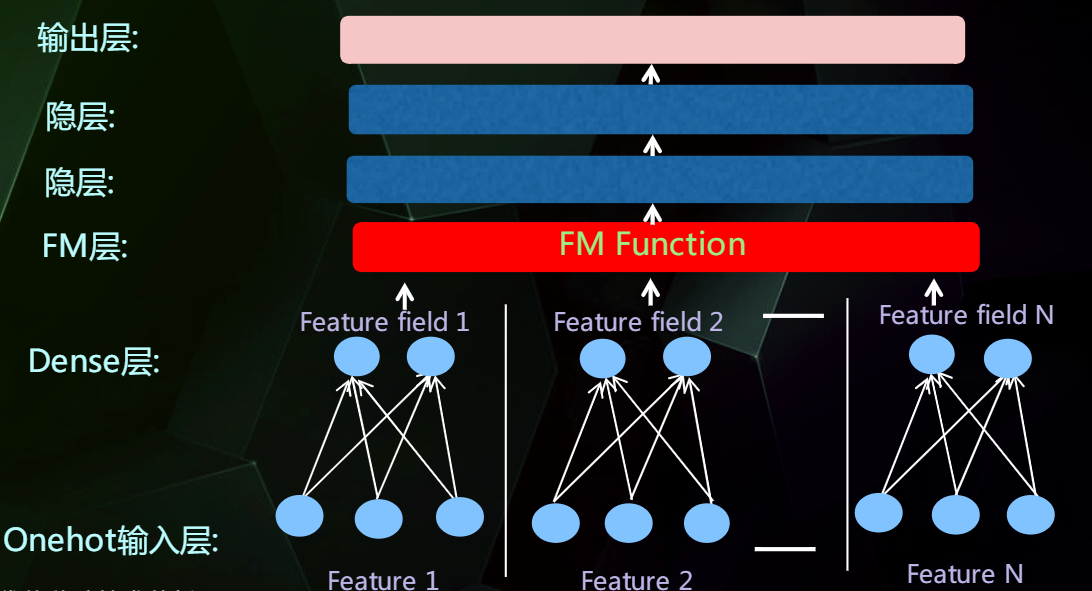 输出层:
隐层:
隐层:
FM层:
FM Function
Feature field 1
Feature field 2
Feature field N
Dense层:
Onehot输入层:
Feature 1
Feature 2
Feature N